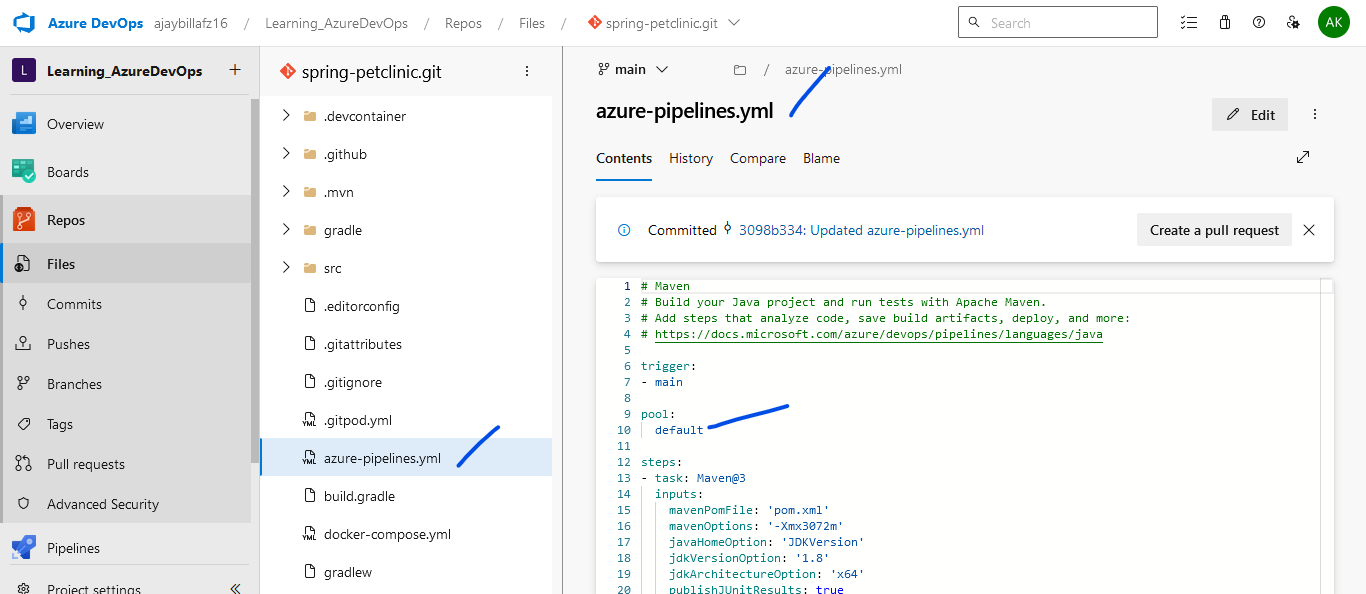 Azure DevOps ajaybillafz16 / Learning_AzureDevOps / Repos / Files / spring-petclinic.git
Search
AK
L Learning_AzureDevOps +
Overview
Boards
Repos
Files
Commits
Pushes
Branches
Tags
Pull requests
Advanced Security
Pipelines
Project settings
spring-petclinic.git
.devcontainer
.github
.mvn
gradle
src
.editorconfig
.gitattributes
.gitignore
.gitpod.yml
azure-pipelines.yml
build.gradle
docker-compose.yml
gradlew
main / azure-pipelines.yml
azure-pipelines.yml
Edit
Contents History Compare Blame
Committed 3098b334: Updated azure-pipelines.yml
Create a pull request
1 # Maven
2 # Build your Java project and run tests with Apache Maven.
3 # Add steps that analyze code, save build artifacts, deploy, and more:
4 # https://docs.microsoft.com/azure/devops/pipelines/languages/java
5
6 trigger:
7 - main
8
9 pool:
10 default
11
12 steps:
13 - task: Maven@3
14 inputs:
15 mavenPomFile: 'pom.xml'
16 mavenOptions: '-Xmx3072m'
17 javaHomeOption: 'JDKVersion'
18 jdkVersionOption: '1.8'
19 jdkArchitectureOption: 'x64'
20 publishJUnitResults: true